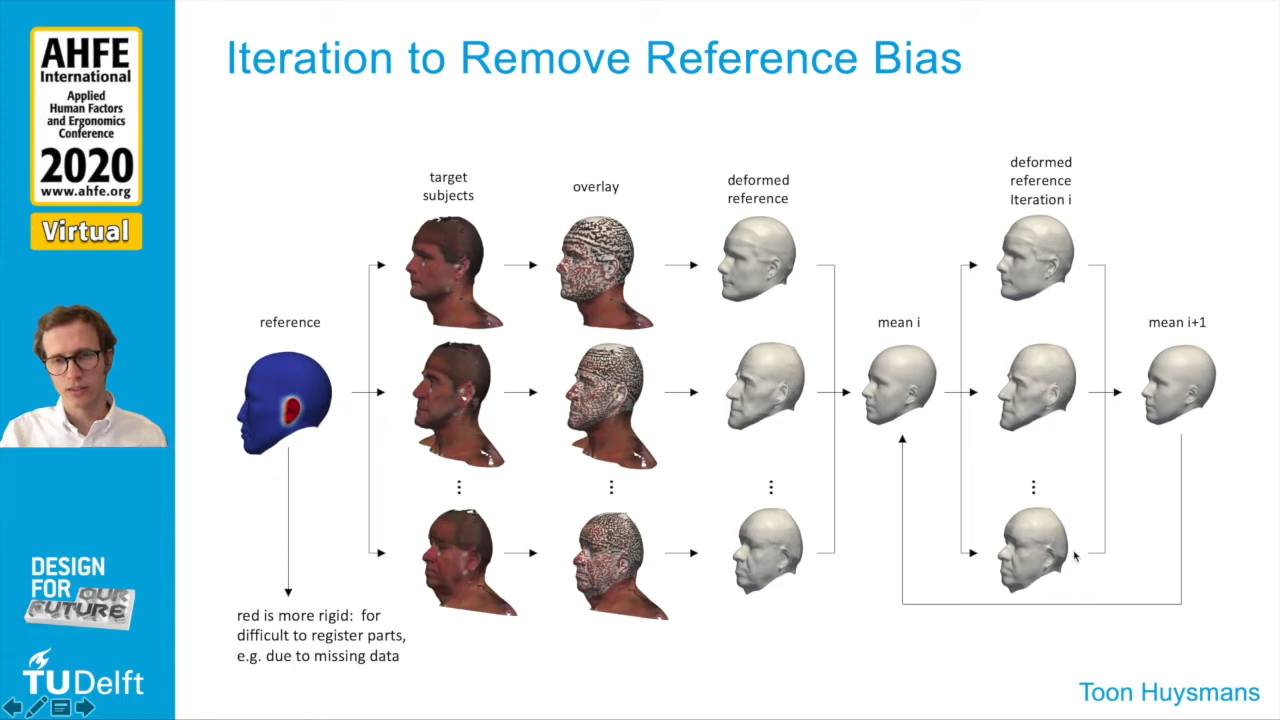 AHFE
International
Applied
Human Factors
and Ergonomics
Conference
2020
www.ahfe.org
Virtual
DESIGN
FOR
OUR
FUTURE
TUDelft
Iteration to Remove Reference Bias
target
subjects
overlay
deformed
reference
deformed
reference
Iteration i
reference
mean i
mean i+1
red is more rigid: for
difficult to register parts,
e.g. due to missing data
Toon Huysmans